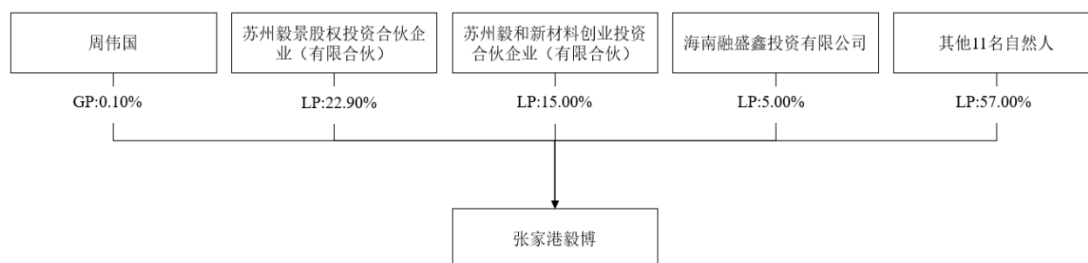 周伟国
苏州毅景股权投资合伙企
业（有限合伙）
苏州毅和新材料创业投资
合伙企业（有限合伙）
海南融盛鑫投资有限公司
其他11名自然人
GP:0.10%
LP:22.90%
LP:15.00%
LP:5.00%
LP:57.00%
张家港毅博